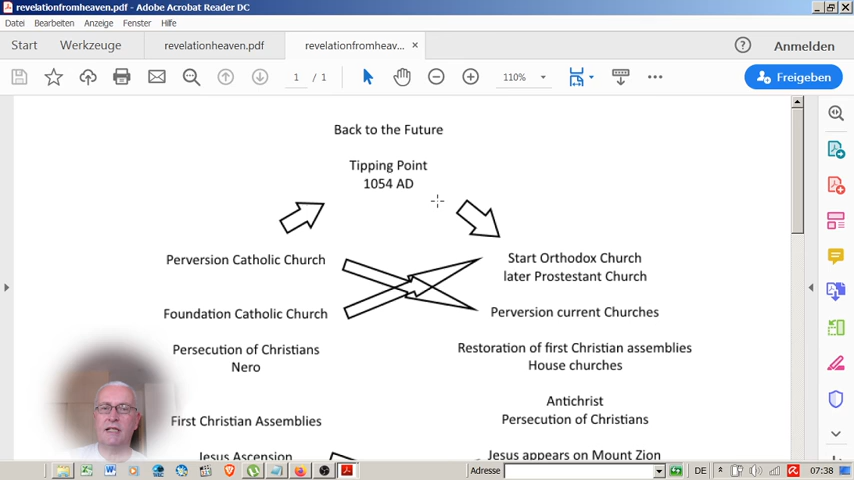 revelationfromheaven.pdf - Adobe Acrobat Reader DC
Datei Bearbeiten Anzeige Fenster Hilfe
Start Werkzeuge revelationheaven.pdf revelationfromheav... × Anmelden
1 / 1 110% Freigeben
Back to the Future
Tipping Point
1054 AD
Perversion Catholic Church
Start Orthodox Church
later Prostestant Church
Foundation Catholic Church
Perversion current Churches
Persecution of Christians
Nero
Restoration of first Christian assemblies
House churches
Antichrist
Persecution of Christians
First Christian Assemblies
Jesus Ascension
Jesus appears on Mount Zion
Adresse DE 07:38